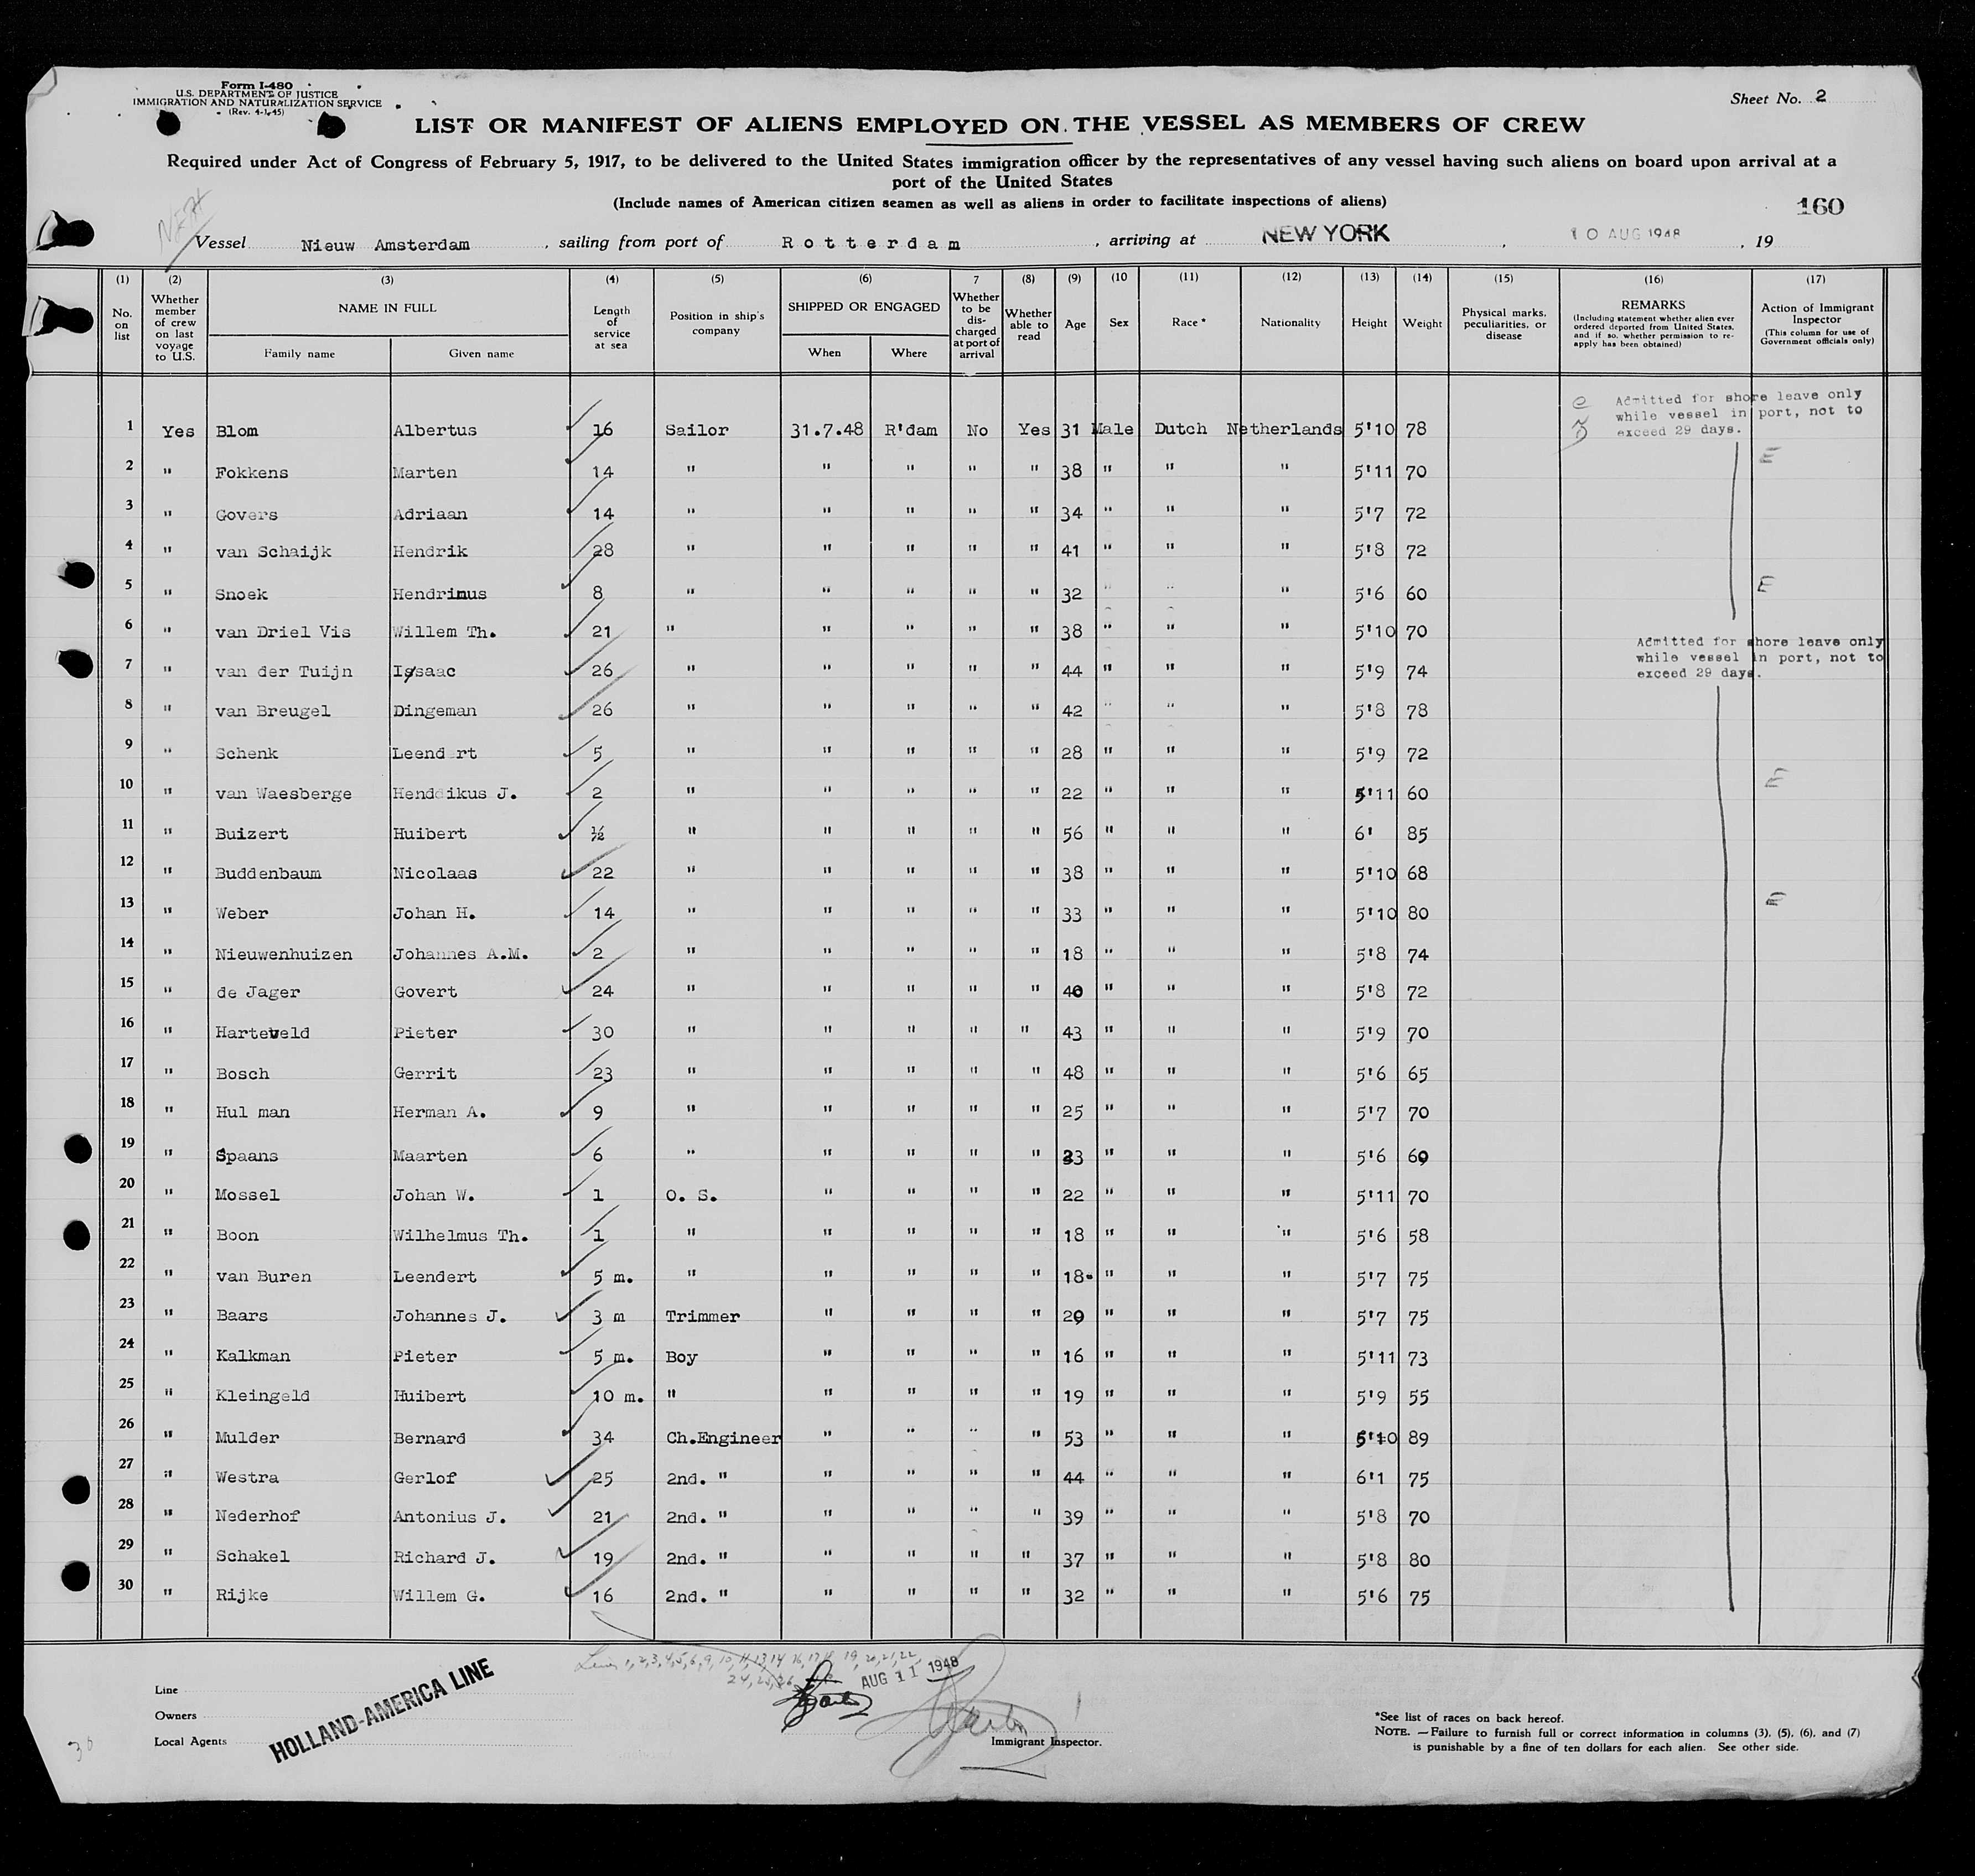 Form I-480
U.S. DEPARTMENT OF JUSTICE
IMMIGRATION AND NATURALIZATION SERVICE
(Rev. 4-1-45)
Sheet No. 2
LIST OR MANIFEST OF ALIENS EMPLOYED ON THE VESSEL AS MEMBERS OF CREW
Required under Act of Congress of February 5, 1917, to be delivered to the United States immigration officer by the representatives of any vessel having such aliens on board upon arrival at a
port of the United States
(Include names of American citizen seamen as well as aliens in order to facilitate inspections of aliens)
160
Vessel Nieuw Amsterdam , sailing from port of Rotterdam , arriving at NEW YORK , 10 AUG 1948 , 19
(1) (2) (3) (4) (5) (6) 7 (8) (9) (10 (11) (12) (13) (14) (15) (16) (17)
No. on list
Whether member of crew on last voyage to U.S.
NAME IN FULL
Family name Given name
Length of service at sea
Position in ship's company
SHIPPED OR ENGAGED
When Where
Whether to be discharged at port of arrival
Whether able to read
Age
Sex
Race *
Nationality
Height
Weight
Physical marks, peculiarities, or disease
REMARKS
(Including statement whether alien ever ordered deported from United States, and if so, whether permission to re-apply has been obtained)
Action of Immigrant Inspector
(This column for use of Government officials only)
Admitted for shore leave only
while vessel in port, not to
exceed 29 days.
1 Yes Blom Albertus 16 Sailor 31.7.48 R'dam No Yes 31 Male Dutch Netherlands 5'10 78
2 " Fokkens Marten 14 " " " " " 38 " " " 5'11 70 E
3 " Govers Adriaan 14 " " " " " 34 " " " 5'7 72
4 " van Schaijk Hendrik 28 " " " " " 41 " " " 5'8 72
5 " Snoek Hendrinus 8 " " " " " 32 " " " 5'6 60 E
6 " van Driel Vis Willem Th. 21 " " " " " 38 " " " 5'10 70
Admitted for shore leave only
while vessel in port, not to
exceed 29 days.
7 " van der Tuijn Issaac 26 " " " " " 44 " " " 5'9 74
8 " van Breugel Dingeman 26 " " " " " 42 " " " 5'8 78
9 " Schenk Leendert 5 " " " " " 28 " " " 5'9 72
10 " van Waesberge Hendrikus J. 2 " " " " " 22 " " " 5'11 60 E
11 " Buizert Huibert ½ " " " " " 56 " " " 6' 85
12 " Buddenbaum Nicolaas 22 " " " " " 38 " " " 5'10 68
13 " Weber Johan H. 14 " " " " " 33 " " " 5'10 80 E
14 " Nieuwenhuizen Johannes A.M. 2 " " " " " 18 " " " 5'8 74
15 " de Jager Govert 24 " " " " " 40 " " " 5'8 72
16 " Harteveld Pieter 30 " " " " " 43 " " " 5'9 70
17 " Bosch Gerrit 23 " " " " " 48 " " " 5'6 65
18 " Hul man Herman A. 9 " " " " " 25 " " " 5'7 70
19 " Spaans Maarten 6 " " " " " 23 " " " 5'6 69
20 " Mossel Johan W. 1 O. S. " " " " 22 " " " 5'11 70
21 " Boon Wilhelmus Th. 1 " " " " " 18 " " " 5'6 58
22 " van Buren Leendert 5 m. " " " " " 18 " " " 5'7 75
23 " Baars Johannes J. 3 m Trimmer " " " " 29 " " " 5'7 75
24 " Kalkman Pieter 5 m. Boy " " " " 16 " " " 5'11 73
25 " Kleingeld Huibert 10 m. " " " " " 19 " " " 5'9 55
26 " Mulder Bernard 34 Ch.Engineer " " " " 53 " " " 5'10 89
27 " Westra Gerlof 25 2nd. " " " " " 44 " " " 6'1 75
28 " Nederhof Antonius J. 21 2nd. " " " " " 39 " " " 5'8 70
29 " Schakel Richard J. 19 2nd. " " " " " 37 " " " 5'8 80
30 " Rijke Willem G. 16 2nd. " " " " " 32 " " " 5'6 75
AUG 11 1948
Line
Owners
Local Agents
HOLLAND-AMERICA LINE
Immigrant Inspector.
*See list of races on back hereof.
NOTE. —Failure to furnish full or correct information in columns (3), (5), (6), and (7)
is punishable by a fine of ten dollars for each alien. See other side.